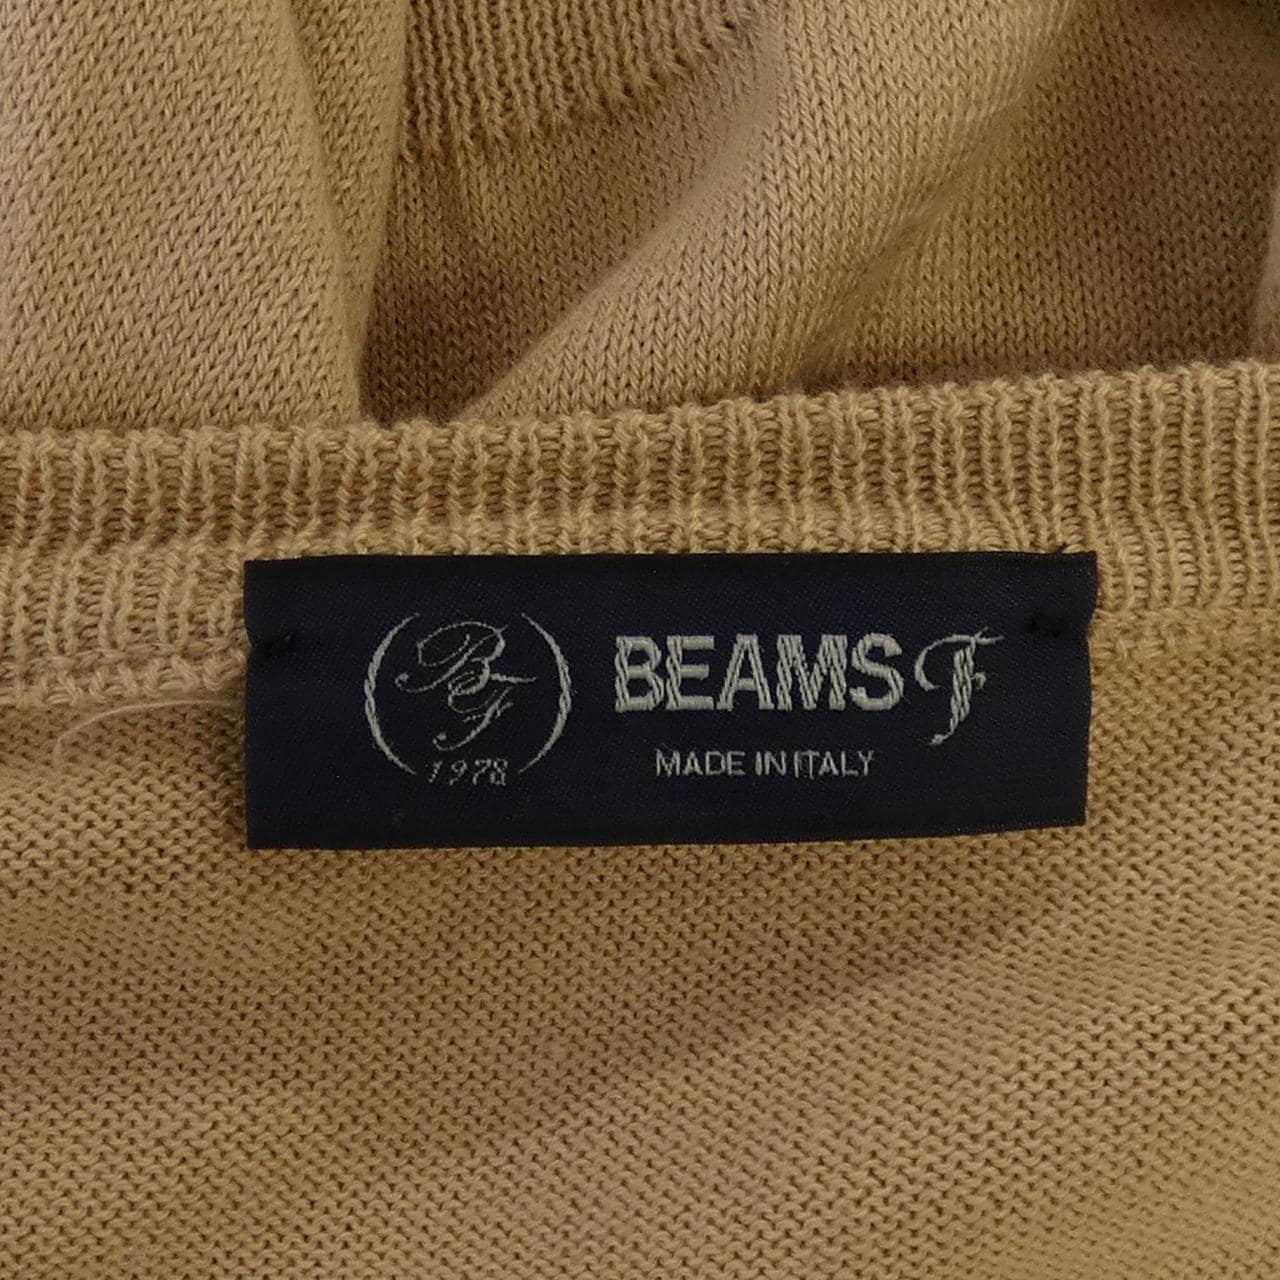 BF
1978
BEAMS F
MADE IN ITALY